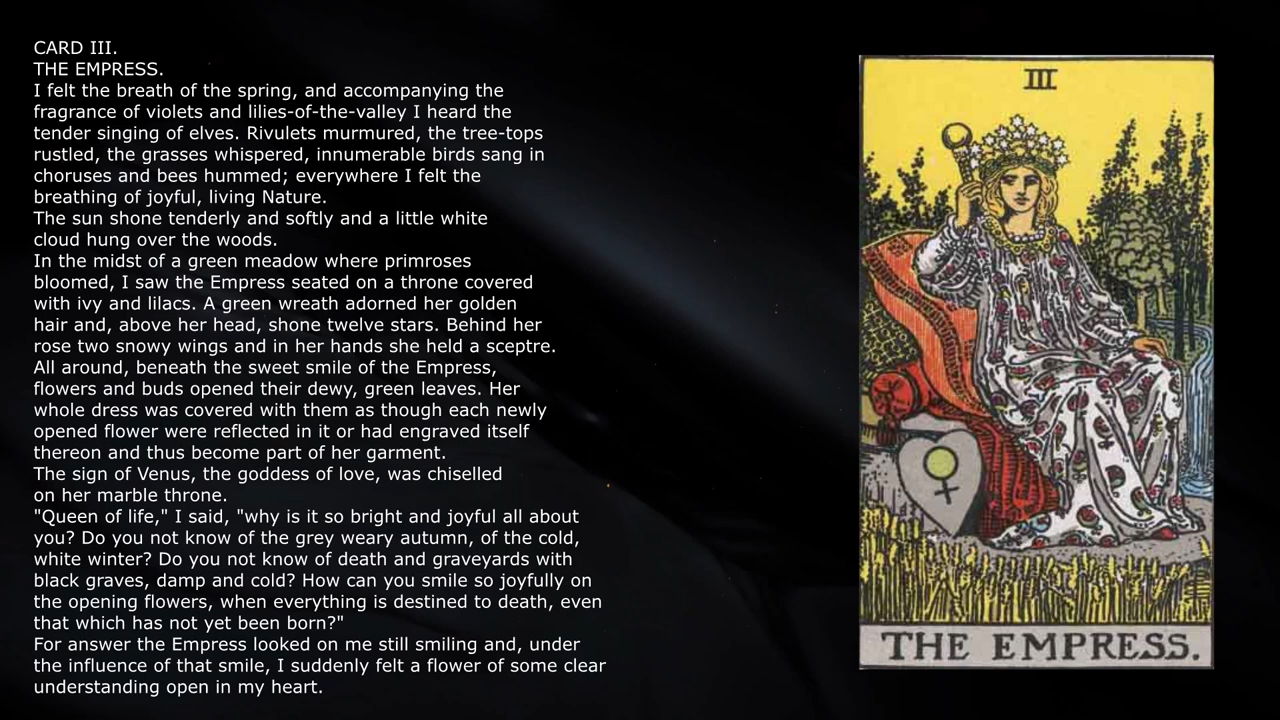 CARD III.
THE EMPRESS.
I felt the breath of the spring, and accompanying the
fragrance of violets and lilies-of-the-valley I heard the
tender singing of elves. Rivulets murmured, the tree-tops
rustled, the grasses whispered, innumerable birds sang in
choruses and bees hummed; everywhere I felt the
breathing of joyful, living Nature.
The sun shone tenderly and softly and a little white
cloud hung over the woods.
In the midst of a green meadow where primroses
bloomed, I saw the Empress seated on a throne covered
with ivy and lilacs. A green wreath adorned her golden
hair and, above her head, shone twelve stars. Behind her
rose two snowy wings and in her hands she held a sceptre.
All around, beneath the sweet smile of the Empress,
flowers and buds opened their dewy, green leaves. Her
whole dress was covered with them as though each newly
opened flower were reflected in it or had engraved itself
thereon and thus become part of her garment.
The sign of Venus, the goddess of love, was chiselled
on her marble throne.
"Queen of life," I said, "why is it so bright and joyful all about
you? Do you not know of the grey weary autumn, of the cold,
white winter? Do you not know of death and graveyards with
black graves, damp and cold? How can you smile so joyfully on
the opening flowers, when everything is destined to death, even
that which has not yet been born?"
For answer the Empress looked on me still smiling and, under
the influence of that smile, I suddenly felt a flower of some clear
understanding open in my heart.
III
THE EMPRESS.